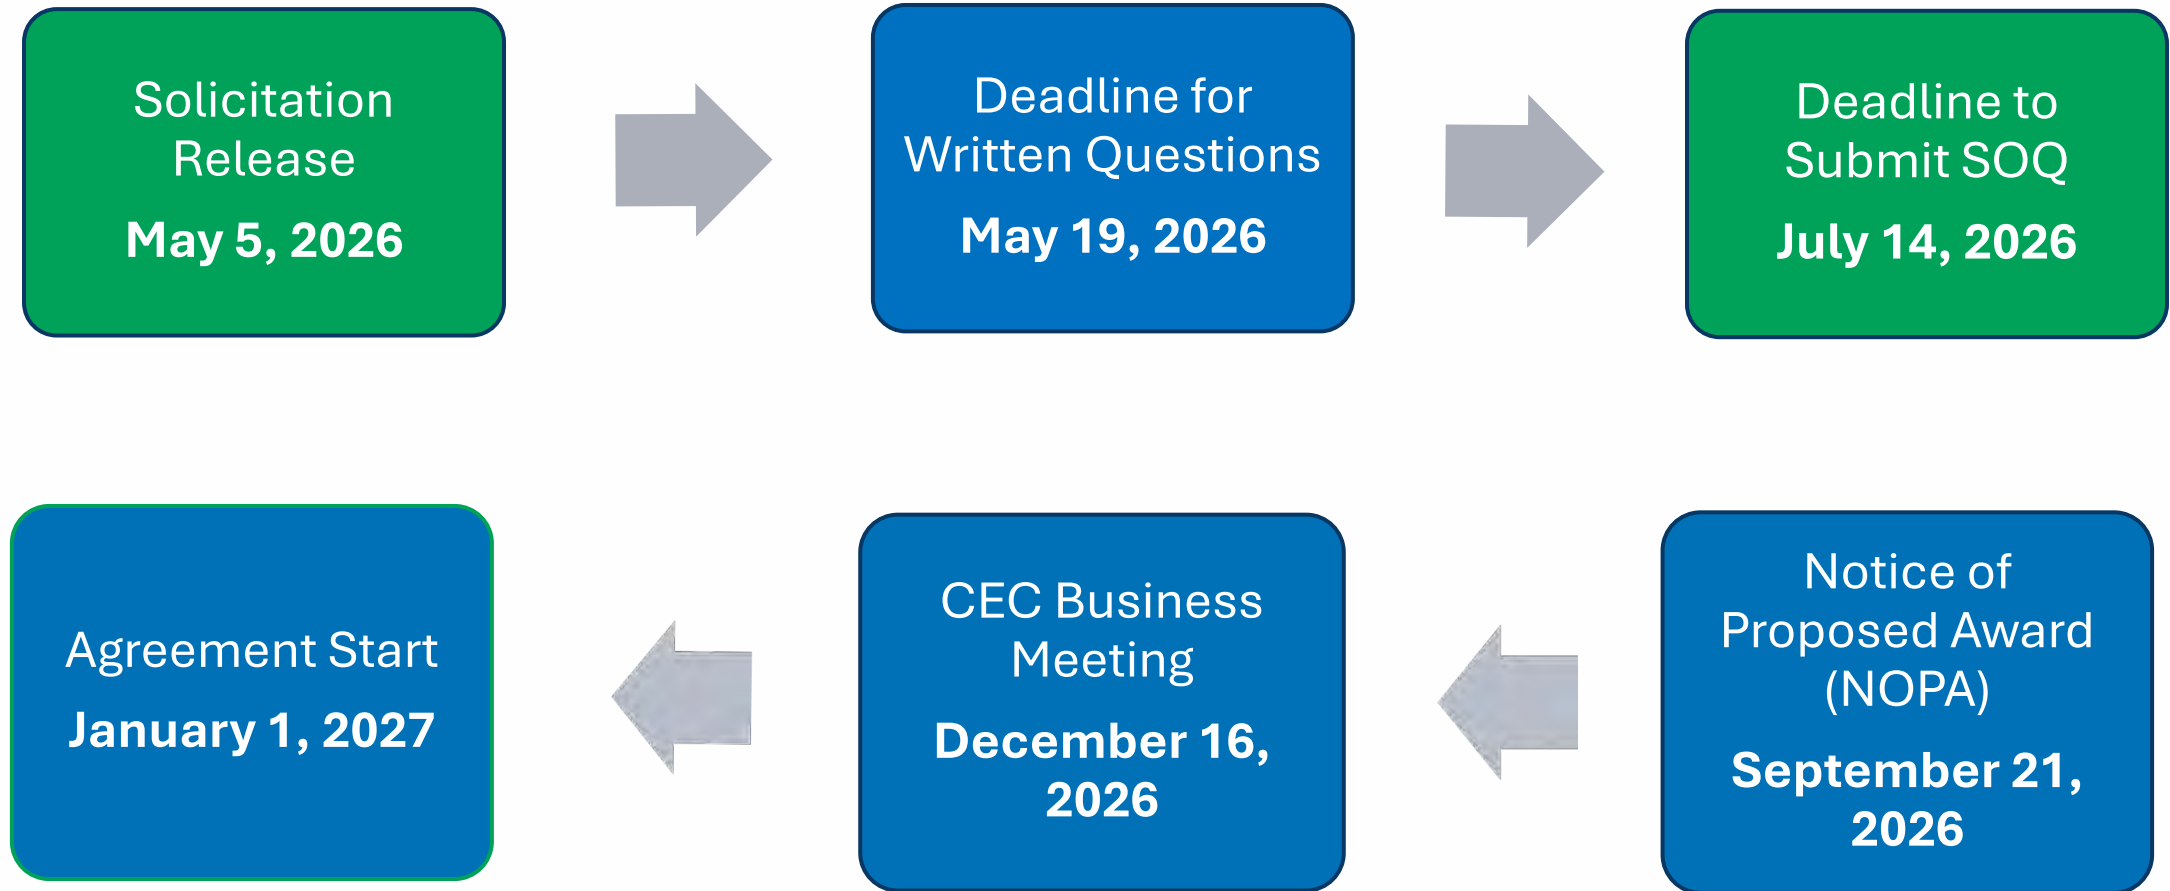 Solicitation
Release
May 5, 2026
Deadline for
Written Questions
May 19, 2026
Deadline to
Submit SOQ
July 14, 2026
Notice of
Proposed Award
(NOPA)
September 21,
2026
CEC Business
Meeting
December 16,
2026
Agreement Start
January 1, 2027